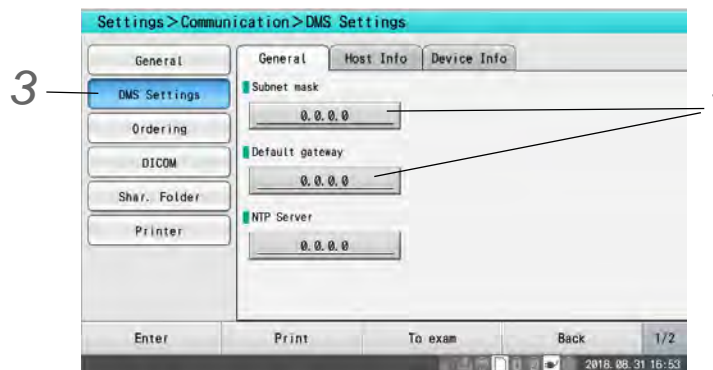 Settings>Communication>DMS Settings
General
General
Host Info
Device Info
3
DMS Settings
Subnet mask
0.0.0.0
Ordering
Default gateway
DICOM
0.0.0.0
Shar. Folder
NTP Server
Printer
0.0.0.0
Enter
Print
To exam
Back
1/2
2018.08.31 16:53